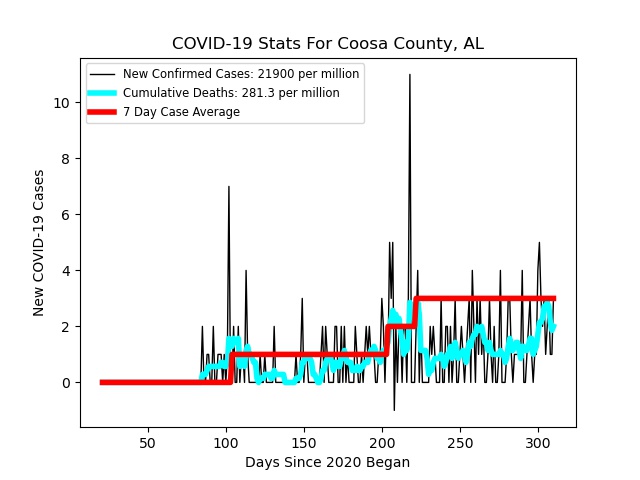 COVID-19 Stats For Coosa County, AL
New Confirmed Cases: 21900 per million
Cumulative Deaths: 281.3 per million
7 Day Case Average
New COVID-19 Cases
10
8
6
4
2
0
50 100 150 200 250 300
Days Since 2020 Began